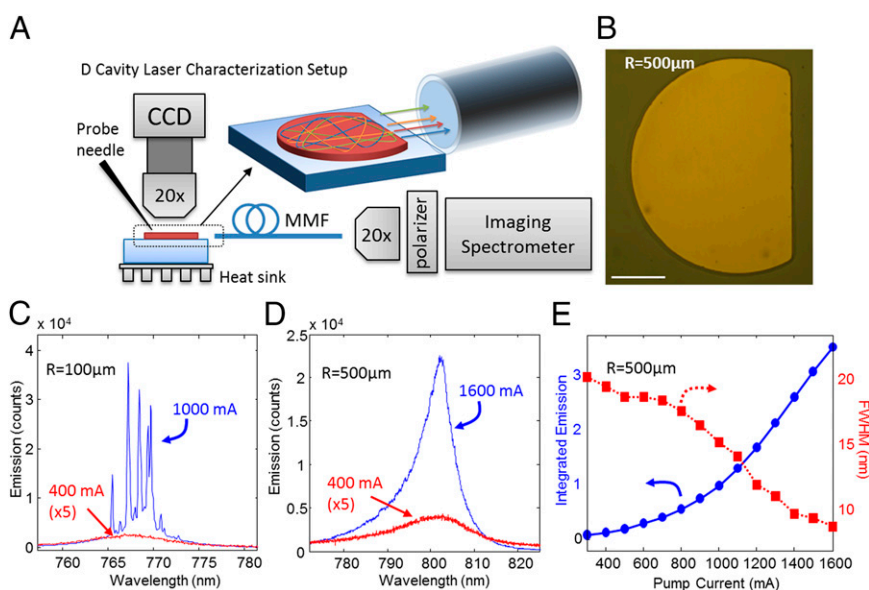 A
D Cavity Laser Characterization Setup
CCD
Probe
needle
20x
MMF
20x
polarizer
Imaging
Spectrometer
Heat sink
B
R=500µm
C
x 10⁴
4
3
2
1
0
Emission (counts)
R=100µm
1000 mA
400 mA
(x5)
760 765 770 775 780
Wavelength (nm)
D
x 10⁴
2.5
2
1.5
1
0.5
0
Emission (counts)
R=500µm
1600 mA
400 mA
(x5)
780 790 800 810 820
Wavelength (nm)
E
R=500µm
3
2
1
0
Integrated Emission
20
15
10
FWHM
(nm)
400 600 800 1000 1200 1400 1600
Pump Current (mA)